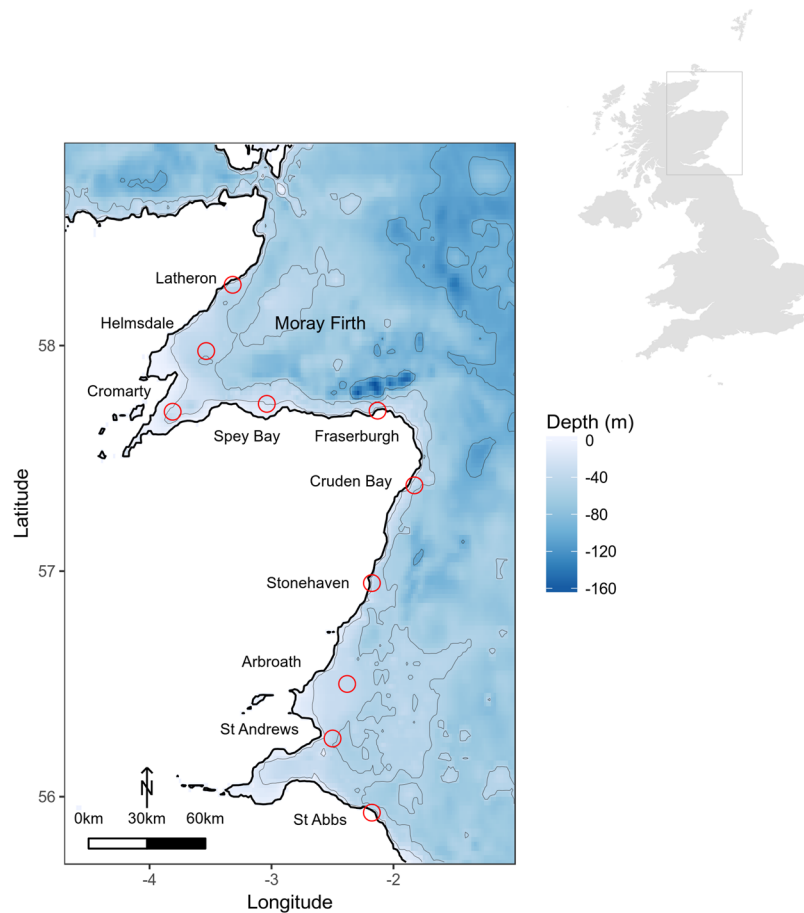 Latheron
Helmsdale
Moray Firth
58
Cromarty
Spey Bay
Fraserburgh
Depth (m)
0
-40
-80
-120
-160
Cruden Bay
Latitude
57
Stonehaven
Arbroath
St Andrews
N
56
0km 30km 60km
St Abbs
-4 -3 -2
Longitude